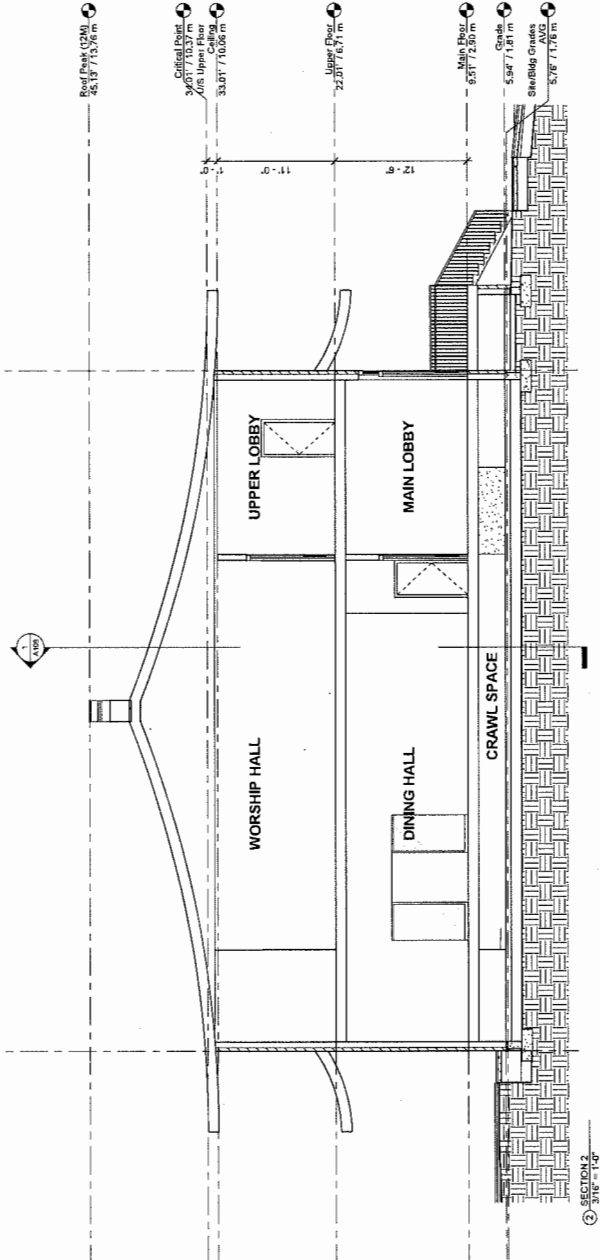 Roof Peak (12M)
45,13' / 13,76 m
Critical Point
34,01' / 10,37 m
U/S Upper Floor
Ceiling
33,01' / 10,06 m
Upper Floor
22,01' / 6,71 m
Main Floor
9,51' / 2,90 m
Grade
5,94' / 1,81 m
Site/Bldg Grades
AVG
5,76' / 1,76 m
1' - 0"
11' - 0"
12' - 6"
1
A108
UPPER LOBBY
MAIN LOBBY
WORSHIP HALL
DINING HALL
CRAWL SPACE
2
SECTION 2
3/16" = 1'-0"